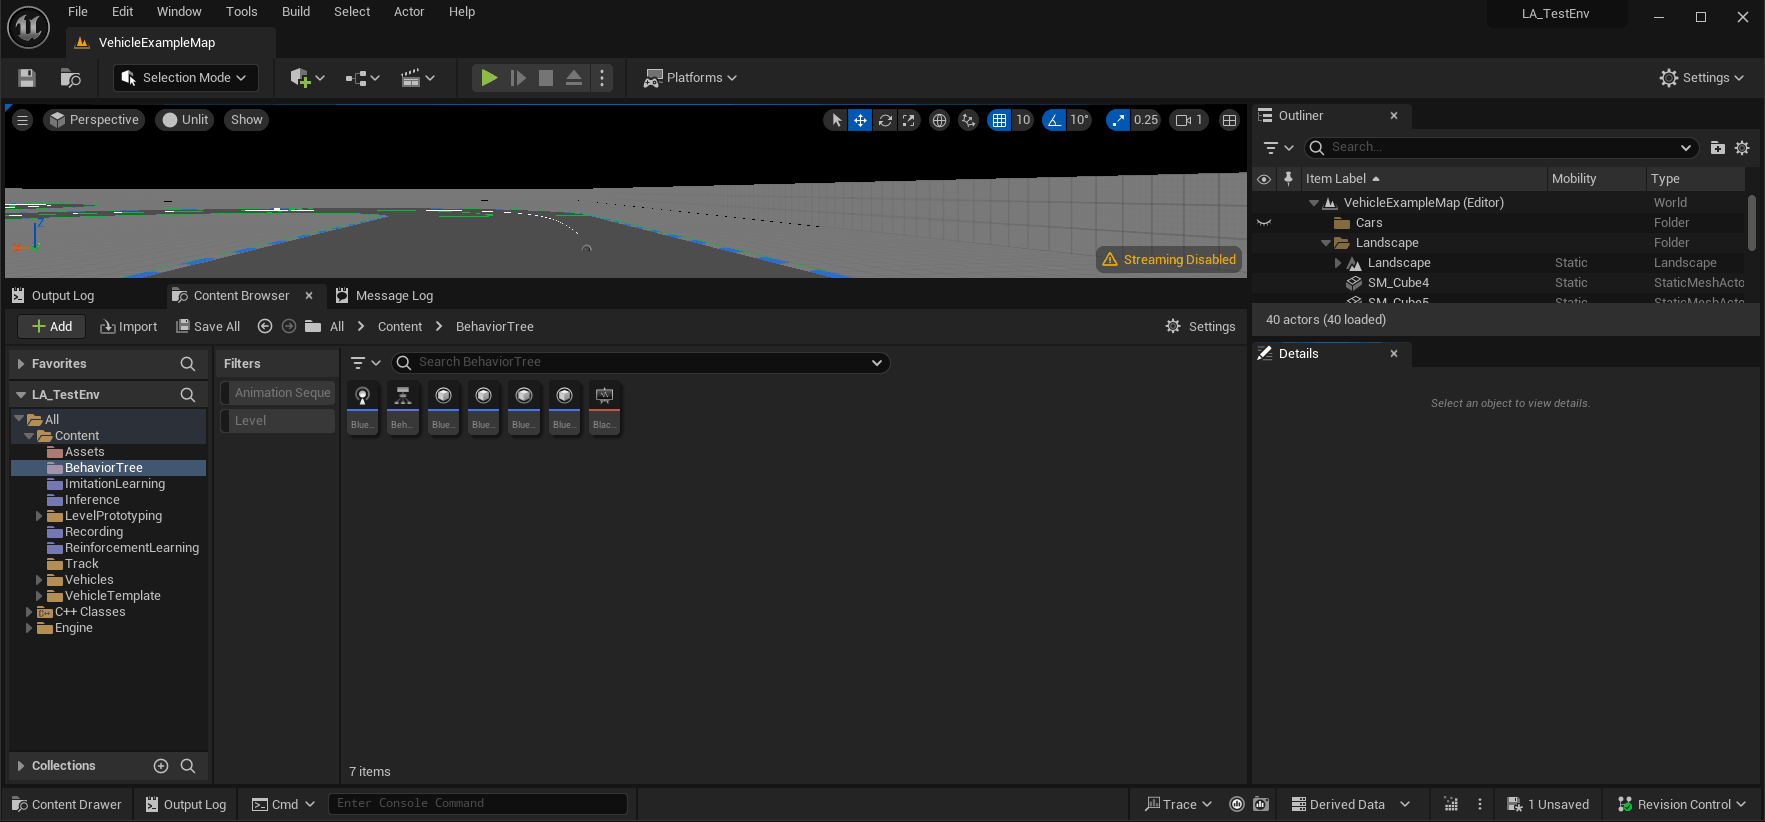 File Edit Window Tools Build Select Actor Help
LA_TestEnv
VehicleExampleMap
Selection Mode
Platforms
Settings
Perspective Unlit Show
10 10° 0.25 1
Streaming Disabled
Outliner
Search...
Item Label Mobility Type
VehicleExampleMap (Editor) World
Cars Folder
Landscape Folder
Landscape Static Landscape
SM_Cube4 Static StaticMeshActo
SM_Cube5 Static StaticMeshActo
40 actors (40 loaded)
Details
Select an object to view details.
Output Log Content Browser Message Log
Add Import Save All All Content BehaviorTree Settings
Favorites
LA_TestEnv
All
Content
Assets
BehaviorTree
ImitationLearning
Inference
LevelPrototyping
Recording
ReinforcementLearning
Track
Vehicles
VehicleTemplate
C++ Classes
Engine
Collections
Filters
Animation Seque
Level
Search BehaviorTree
Blue... Beh... Blue... Blue... Blue... Blue... Blac...
7 items
Content Drawer Output Log Cmd Enter Console Command Trace Derived Data 1 Unsaved Revision Control